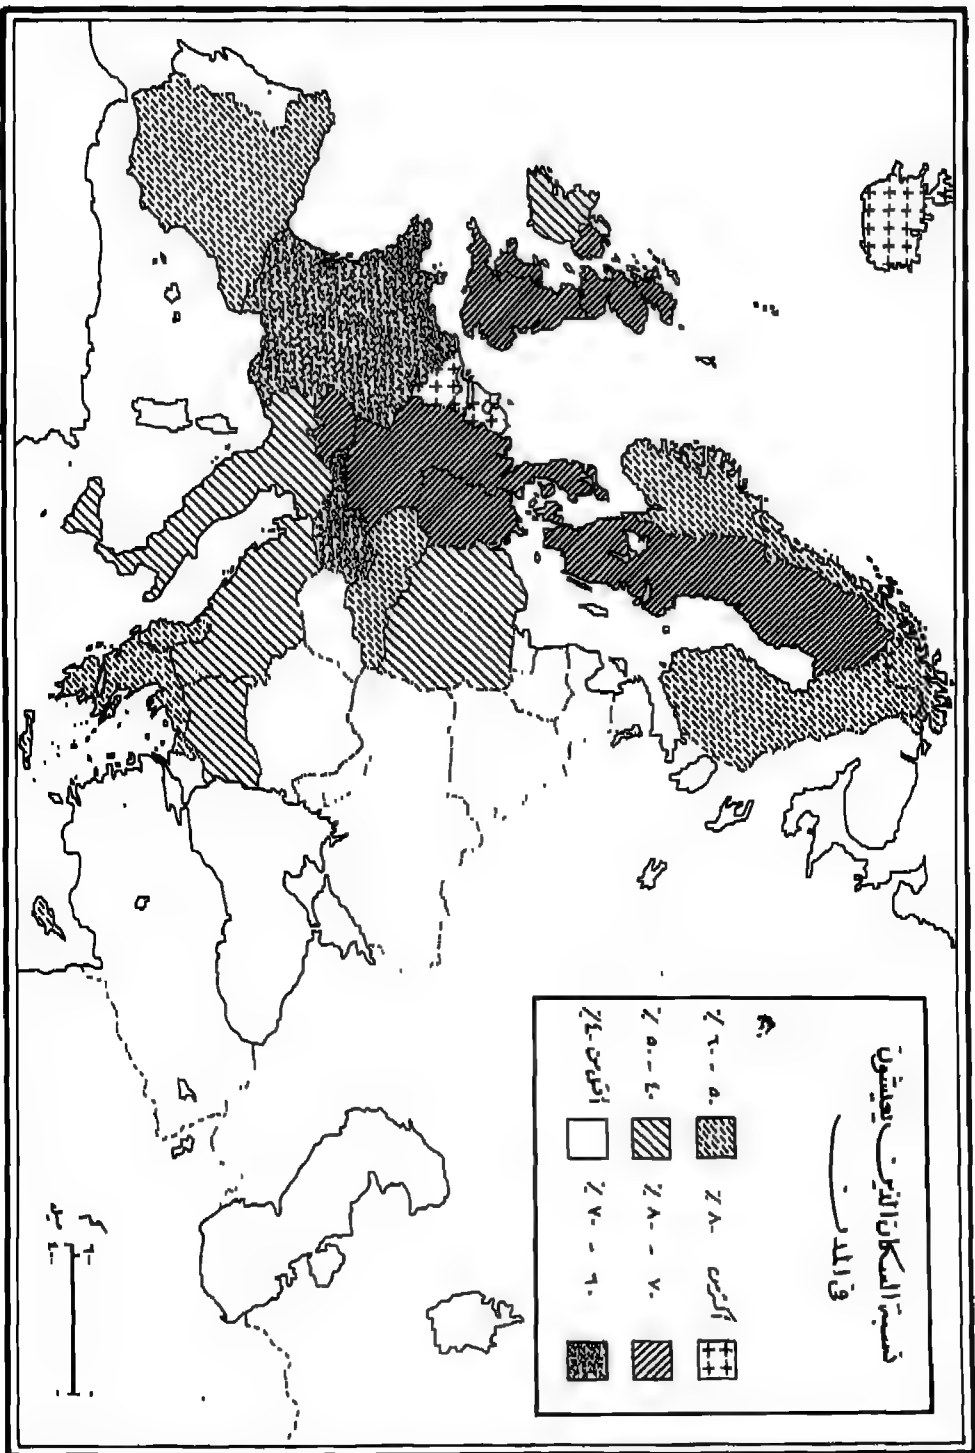 نسبة السكان الذين يعيشون
في المدن
٥٠ - ٦٠ ٪
أكثر من ٨٠ ٪
٤٠ - ٥٠ ٪
٧٠ - ٨٠ ٪
أقل من ٤٠ ٪
٦٠ - ٧٠ ٪